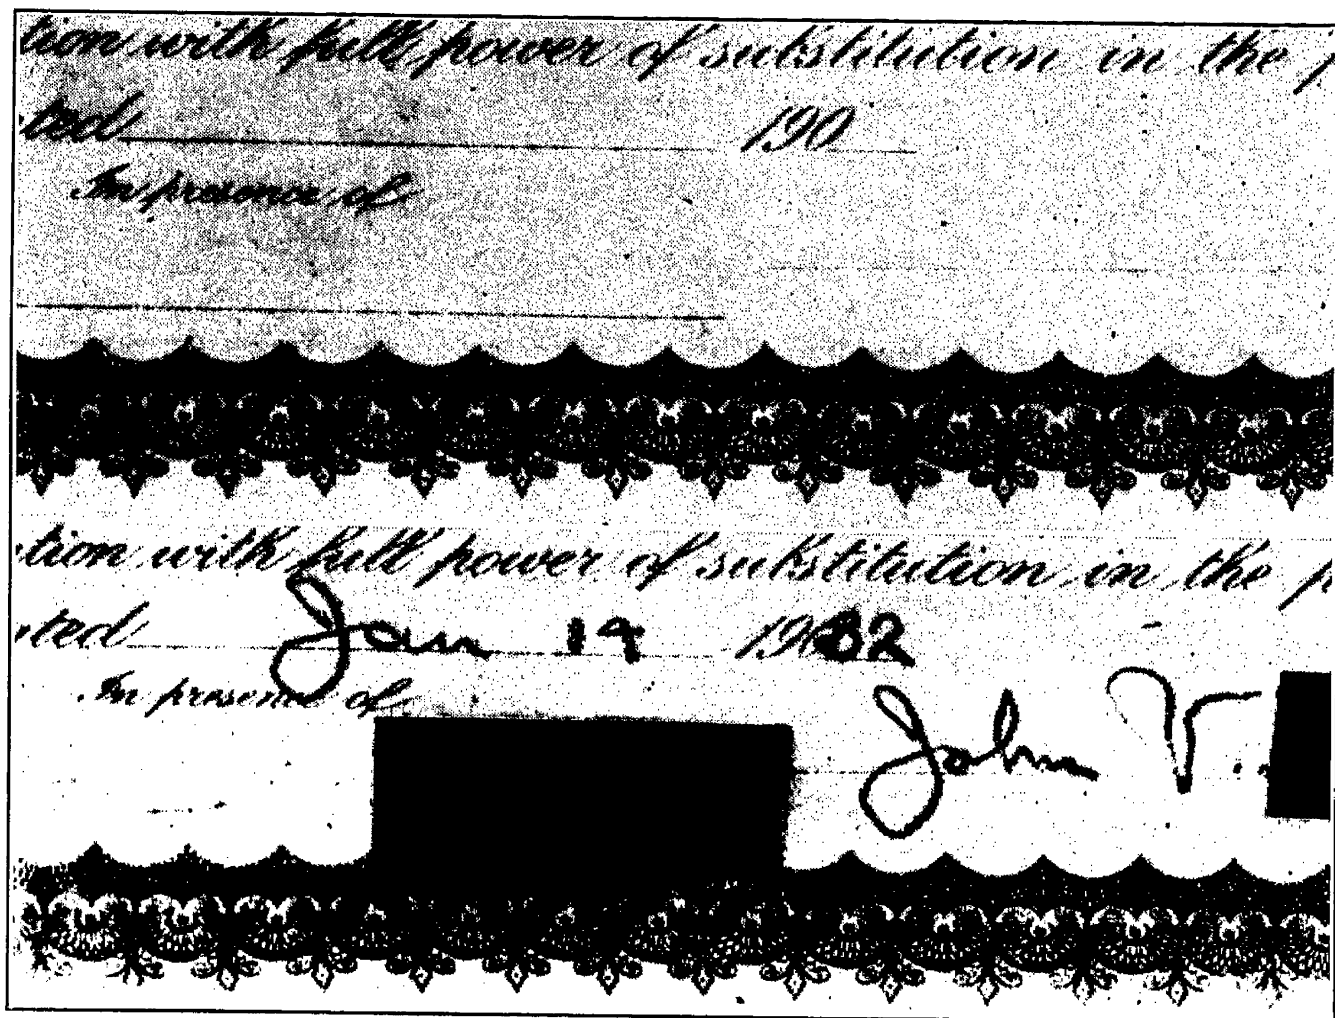 tion with full power of substitution in the
ted 190
In presence of
tion with full power of substitution in the
ted Jan 19 1932
In presence of
John V.